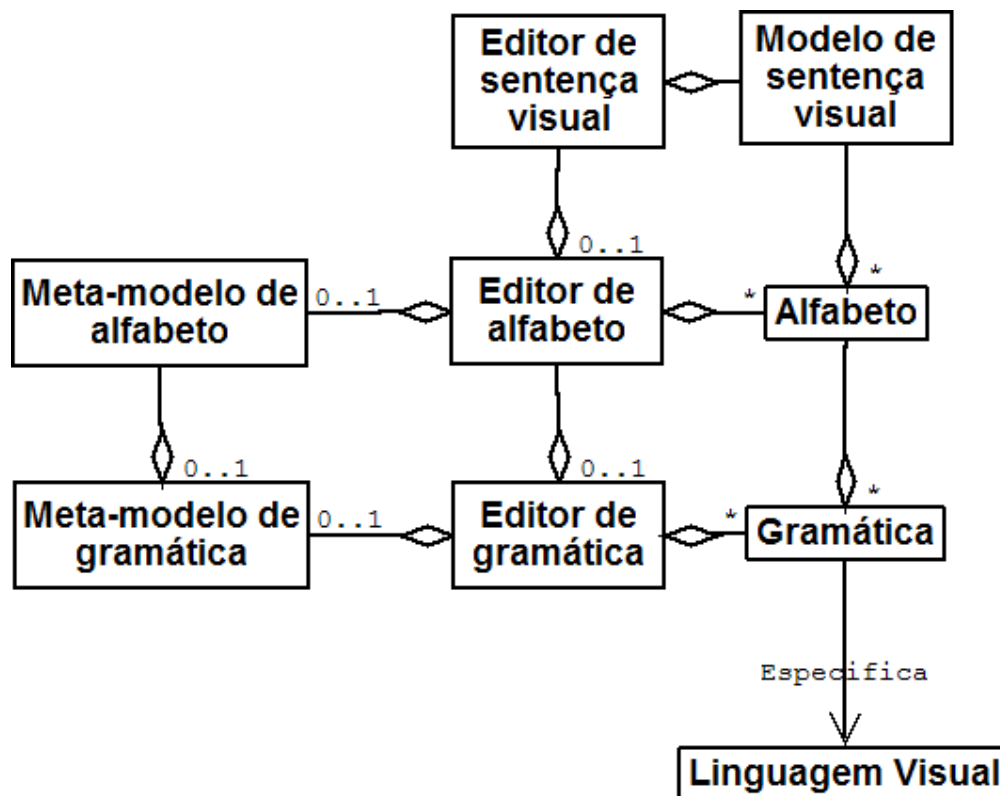 Editor de
sentença
visual
Modelo de
sentença
visual
0..1
*
Meta-modelo de
alfabeto
0..1
Editor de
alfabeto
*
Alfabeto
0..1
0..1
*
Meta-modelo de
gramática
0..1
Editor de
gramática
*
Gramática
Especifica
Linguagem Visual